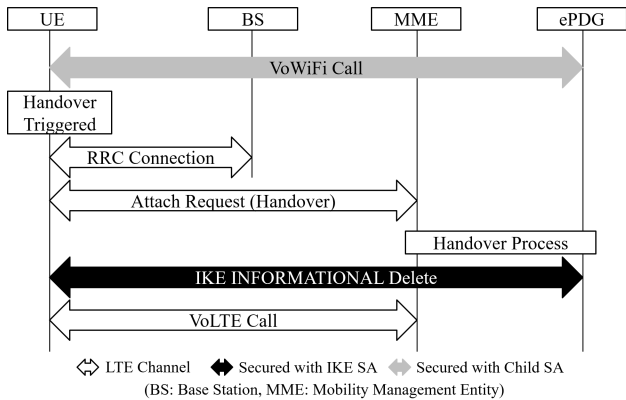 UE BS MME ePDG
VoWiFi Call
Handover
Triggered
RRC Connection
Attach Request (Handover)
Handover Process
IKE INFORMATIONAL Delete
VoLTE Call
LTE Channel Secured with IKE SA Secured with Child SA
(BS: Base Station, MME: Mobility Management Entity)